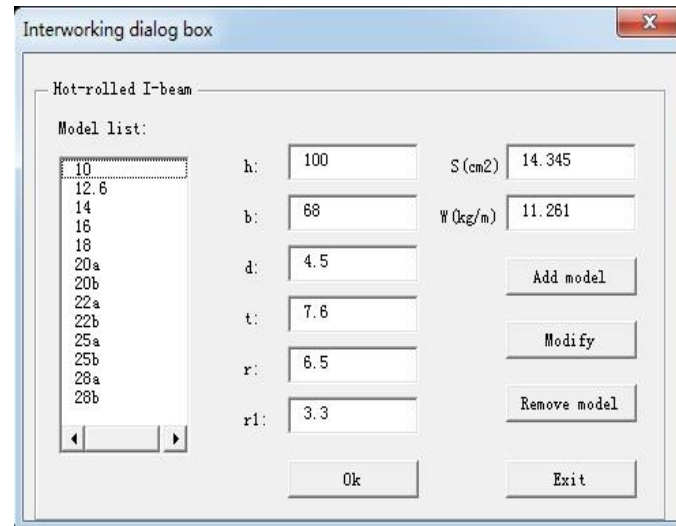 Interworking dialog box
x
Hot-rolled I-beam
Model list:
10
12.6
14
16
18
20a
20b
22a
22b
25a
25b
28a
28b
h: 100
b: 68
d: 4.5
t: 7.6
r: 6.5
r1: 3.3
S(cm2) 14.345
W(kg/m) 11.261
Add model
Modify
Remove model
Ok
Exit